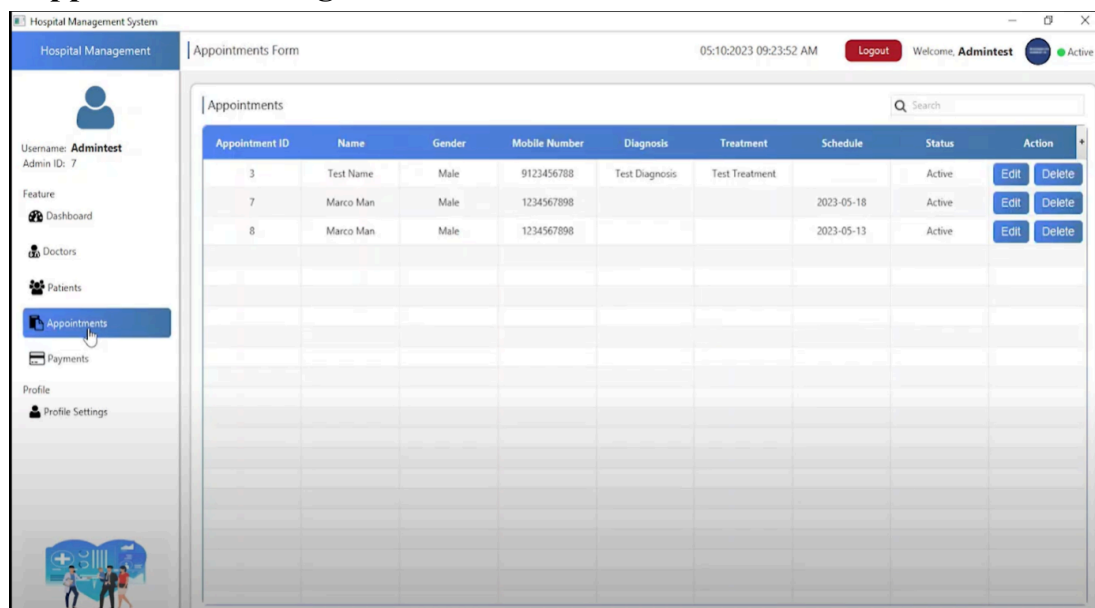 Hospital Management System
Hospital Management
Appointments Form
05:10:2023 09:23:52 AM
Logout
Welcome, Admintest
Active
Username: Admintest
Admin ID: 7
Feature
Dashboard
Doctors
Patients
Appointments
Payments
Profile
Profile Settings
Appointments
Search
Appointment ID Name Gender Mobile Number Diagnosis Treatment Schedule Status Action +
3 Test Name Male 9123456788 Test Diagnosis Test Treatment Active Edit Delete
7 Marco Man Male 1234567898 2023-05-18 Active Edit Delete
8 Marco Man Male 1234567898 2023-05-13 Active Edit Delete